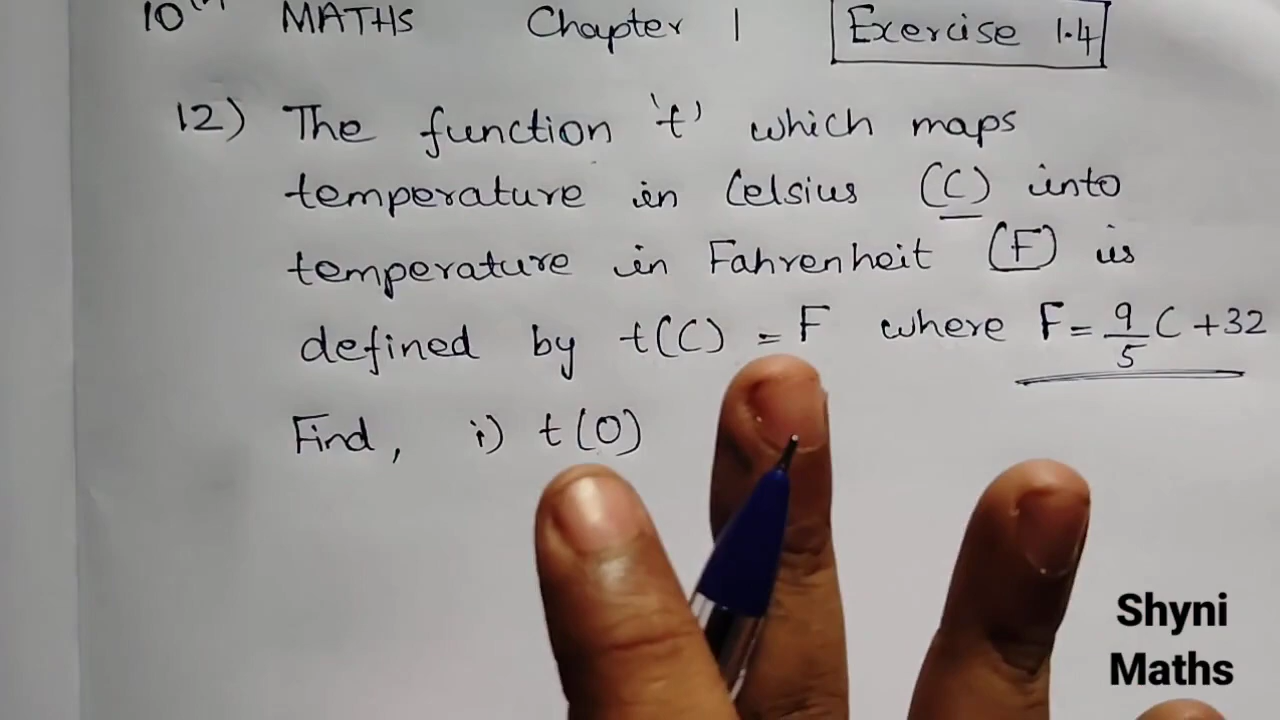 10th MATHS Chapter 1 Exercise 1.4
12) The function 't' which maps
temperature in Celsius (C) into
temperature in Fahrenheit (F) is
defined by t(C) = F where F = 9/5 C + 32
Find, i) t(0)
Shyni
Maths